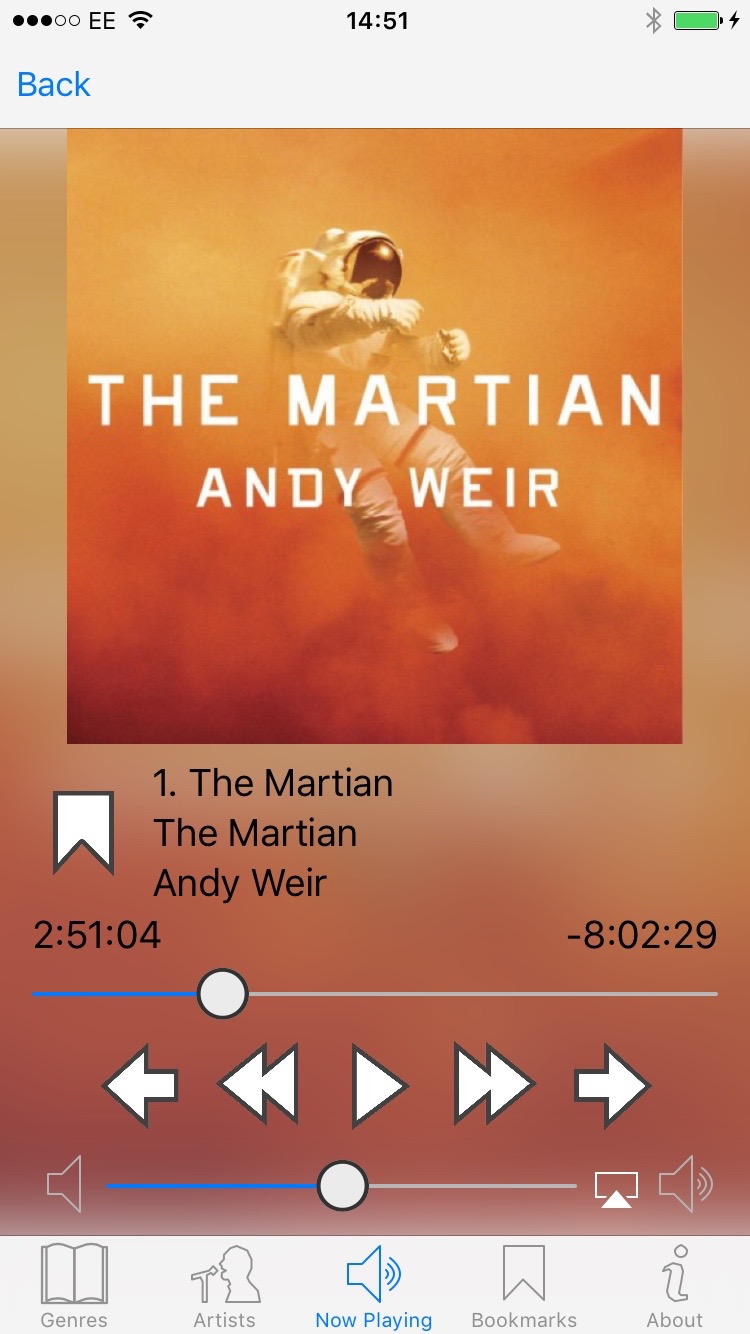 EE
14:51
Back
THE MARTIAN
ANDY WEIR
1. The Martian
The Martian
Andy Weir
2:51:04
-8:02:29
Genres
Artists
Now Playing
Bookmarks
About